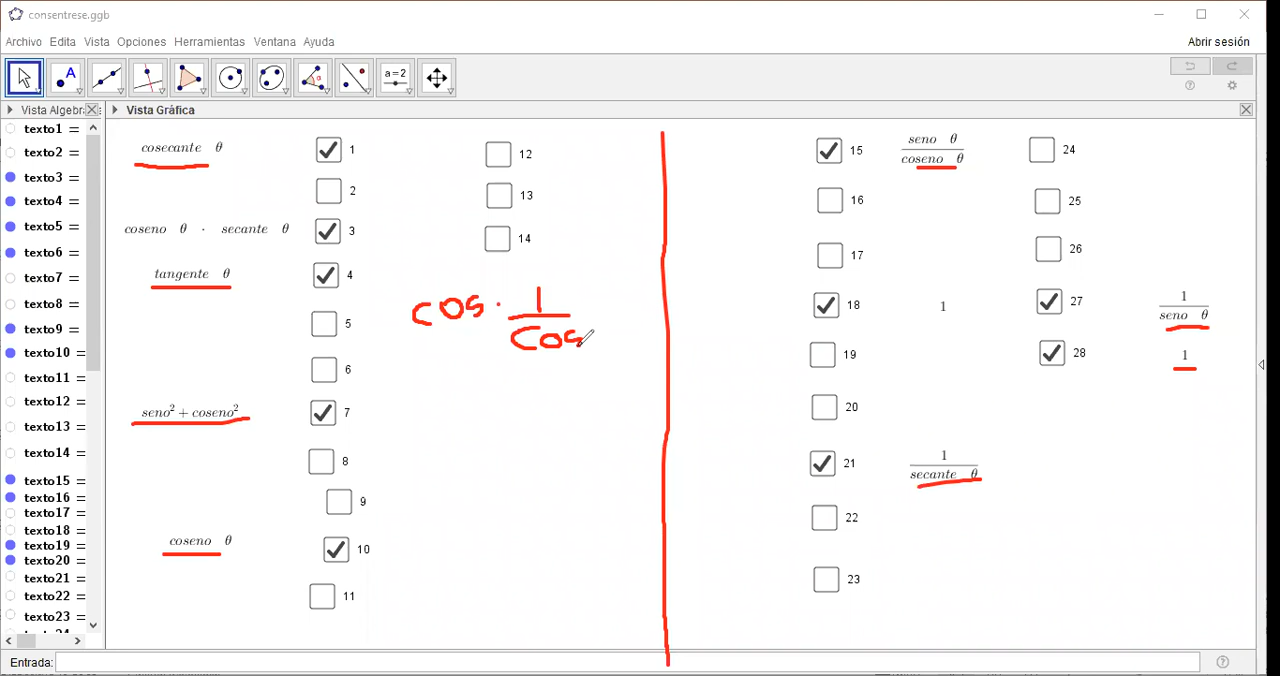 consentrese.ggb
Archivo Edita Vista Opciones Herramientas Ventana Ayuda
Abrir sesión
A
a=2
Vista Algebra
Vista Gráfica
texto1 =
texto2 =
texto3 =
texto4 =
texto5 =
texto6 =
texto7 =
texto8 =
texto9 =
texto10 =
texto11 =
texto12 =
texto13 =
texto14 =
texto15 =
texto16 =
texto17 =
texto18 =
texto19 =
texto20 =
texto21 =
texto22 =
texto23 =
cosecante θ
1
2
coseno θ · secante θ
3
tangente θ
4
5
6
seno² + coseno²
7
8
9
coseno θ
10
11
12
13
14
cos · 1
cos
15
seno θ
coseno θ
16
17
18
1
19
20
21
1
secante θ
22
23
24
25
26
27
1
seno θ
28
1
Entrada: